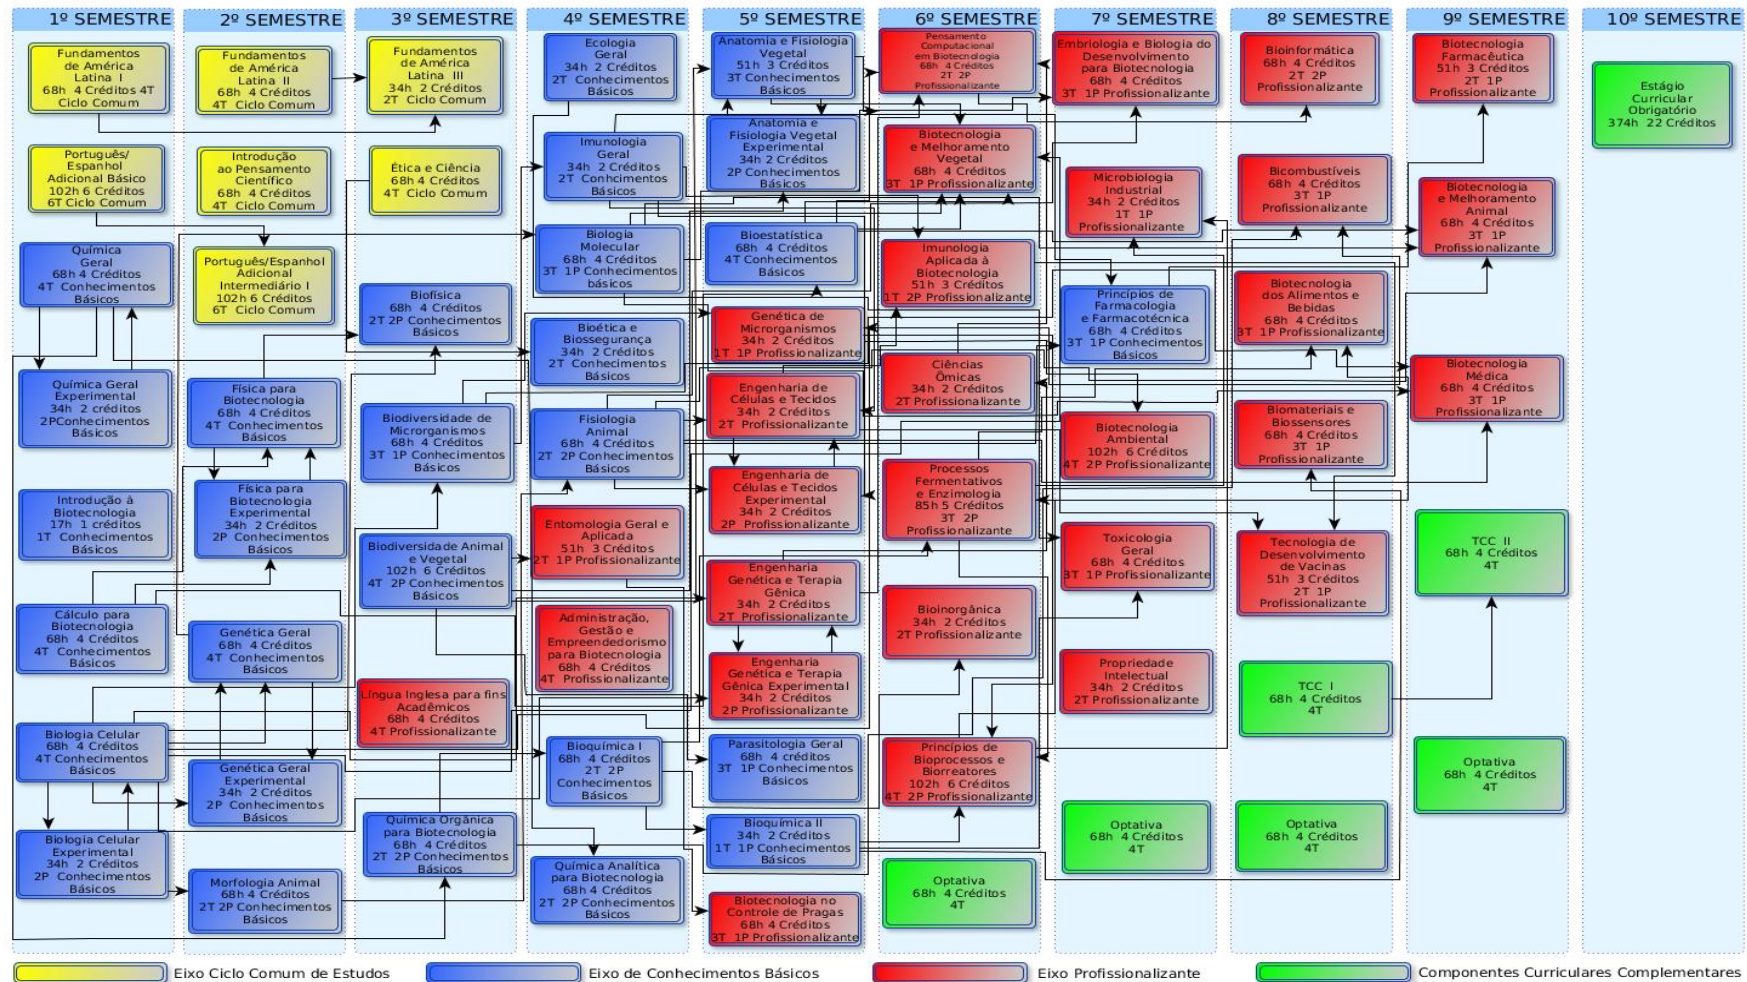 1º SEMESTRE
Fundamentos
de América
Latina I
68h 4 Créditos 4T
Ciclo Comum
Português/
Espanhol
Adicional Básico
102h 6 Créditos
6T Ciclo Comum
Química
Geral
68h 4 Créditos
4T Conhecimentos
Básicos
Química Geral
Experimental
34h 2 créditos
2PConhecimentos
Básicos
Introdução à
Biotecnologia
17h 1 créditos
1T Conhecimentos
Básicos
Cálculo para
Biotecnologia
68h 4 Créditos
4T Conhecimentos
Básicos
Biologia Celular
68h 4 Créditos
4T Conhecimentos
Básicos
Biologia Celular
Experimental
34h 2 Créditos
2P Conhecimentos
Básicos
2º SEMESTRE
Fundamentos
de América
Latina II
68h 4 Créditos
4T Ciclo Comum
Introdução
ao Pensamento
Científico
68h 4 Créditos
4T Ciclo Comum
Português/Espanhol
Adicional
Intermediário I
102h 6 Créditos
6T Ciclo Comum
Física para
Biotecnologia
68h 4 Créditos
4T Conhecimentos
Básicos
Física para
Biotecnologia
Experimental
34h 2 Créditos
2P Conhecimentos
Básicos
Genética Geral
68h 4 Créditos
4T Conhecimentos
Básicos
Genética Geral
Experimental
34h 2 Créditos
2P Conhecimentos
Básicos
Morfologia Animal
68h 4 Créditos
2T 2P Conhecimentos
Básicos
3º SEMESTRE
Fundamentos
de América
Latina III
34h 2 Créditos
2T Ciclo Comum
Ética e Ciência
68h 4 Créditos
4T Ciclo Comum
Biofísica
68h 4 Créditos
2T 2P Conhecimentos
Básicos
Biodiversidade de
Microrganismos
68h 4 Créditos
3T 1P Conhecimentos
Básicos
Biodiversidade Animal
e Vegetal
102h 6 Créditos
4T 2P Conhecimentos
Básicos
Língua Inglesa para fins
Acadêmicos
68h 4 Créditos
4T Profissionalizante
Química Orgânica
para Biotecnologia
68h 4 Créditos
2T 2P Conhecimentos
Básicos
4º SEMESTRE
Ecologia
Geral
34h 2 Créditos
2T Conhecimentos
Básicos
Imunologia
Geral
34h 2 Créditos
2T Conhecimentos
Básicos
Biologia
Molecular
68h 4 Créditos
3T 1P Conhecimentos
básicos
Bioética e
Biossegurança
34h 2 Créditos
2T Conhecimentos
Básicos
Fisiologia
Animal
68h 4 Créditos
2T 2P Conhecimentos
Básicos
Entomologia Geral e
Aplicada
51h 3 Créditos
2T 1P Profissionalizante
Administração,
Gestão e
Empreendedorismo
para Biotecnologia
68h 4 Créditos
4T Profissionalizante
Bioquímica I
68h 4 Créditos
2T 2P
Conhecimentos
Básicos
Química Analítica
para Biotecnologia
68h 4 Créditos
2T 2P Conhecimentos
Básicos
5º SEMESTRE
Anatomia e Fisiologia
Vegetal
51h 3 Créditos
3T Conhecimentos
Básicos
Anatomia e
Fisiologia Vegetal
Experimental
34h 2 Créditos
2P Conhecimentos
Básicos
Bioestatística
68h 4 Créditos
4T Conhecimentos
Básicos
Genética de
Microrganismos
34h 2 Créditos
1T 1P Profissionalizante
Engenharia de
Células e Tecidos
34h 2 Créditos
2T Profissionalizante
Engenharia de
Células e Tecidos
Experimental
34h 2 Créditos
2P Profissionalizante
Engenharia
Genética e Terapia
Gênica
34h 2 Créditos
2T Profissionalizante
Engenharia
Genética e Terapia
Gênica Experimental
34h 2 Créditos
2P Profissionalizante
Parasitologia Geral
68h 4 créditos
3T 1P Conhecimentos
Básicos
Bioquímica II
34h 2 Créditos
1T 1P Conhecimentos
Básicos
Biotecnologia no
Controle de Pragas
68h 4 Créditos
3T 1P Profissionalizante
6º SEMESTRE
Pensamento
Computacional
em Biotecnologia
68h 4 Créditos
2T 2P
Profissionalizante
Biotecnologia
e Melhoramento
Vegetal
68h 4 Créditos
3T 1P Profissionalizante
Imunologia
Aplicada à
Biotecnologia
51h 3 Créditos
1T 2P Profissionalizante
Ciências
Ômicas
34h 2 Créditos
2T Profissionalizante
Processos
Fermentativos
e Enzimologia
85h 5 Créditos
3T 2P
Profissionalizante
Bioinorgânica
34h 2 Créditos
2T Profissionalizante
Princípios de
Bioprocessos e
Biorreatores
102h 6 Créditos
4T 2P Profissionalizante
Optativa
68h 4 Créditos
4T
7º SEMESTRE
Embriologia e Biologia do
Desenvolvimento
para Biotecnologia
68h 4 Créditos
3T 1P Profissionalizante
Microbiologia
Industrial
34h 2 Créditos
1T 1P
Profissionalizante
Princípios de
Farmacologia
e Farmacotécnica
68h 4 Créditos
3T 1P Conhecimentos
Básicos
Biotecnologia
Ambiental
102h 6 Créditos
4T 2P Profissionalizante
Toxicologia
Geral
68h 4 Créditos
3T 1P Profissionalizante
Propriedade
Intelectual
34h 2 Créditos
2T Profissionalizante
Optativa
68h 4 Créditos
4T
8º SEMESTRE
Bioinformática
68h 4 Créditos
2T 2P
Profissionalizante
Bicombustíveis
68h 4 Créditos
3T 1P
Profissionalizante
Biotecnologia
dos Alimentos e
Bebidas
68h 4 Créditos
3T 1P Profissionalizante
Biomateriais e
Biossensores
68h 4 Créditos
3T 1P
Profissionalizante
Tecnologia de
Desenvolvimento
de Vacinas
51h 3 Créditos
2T 1P
Profissionalizante
TCC I
68h 4 Créditos
4T
Optativa
68h 4 Créditos
4T
9º SEMESTRE
Biotecnologia
Farmacêutica
51h 3 Créditos
2T 1P
Profissionalizante
Biotecnologia
e Melhoramento
Animal
68h 4 Créditos
3T 1P
Profissionalizante
Biotecnologia
Médica
68h 4 Créditos
3T 1P
Profissionalizante
TCC II
68h 4 Créditos
4T
Optativa
68h 4 Créditos
4T
10º SEMESTRE
Estágio
Curricular
Obrigatório
374h 22 Créditos
Eixo Ciclo Comum de Estudos
Eixo de Conhecimentos Básicos
Eixo Profissionalizante
Componentes Curriculares Complementares